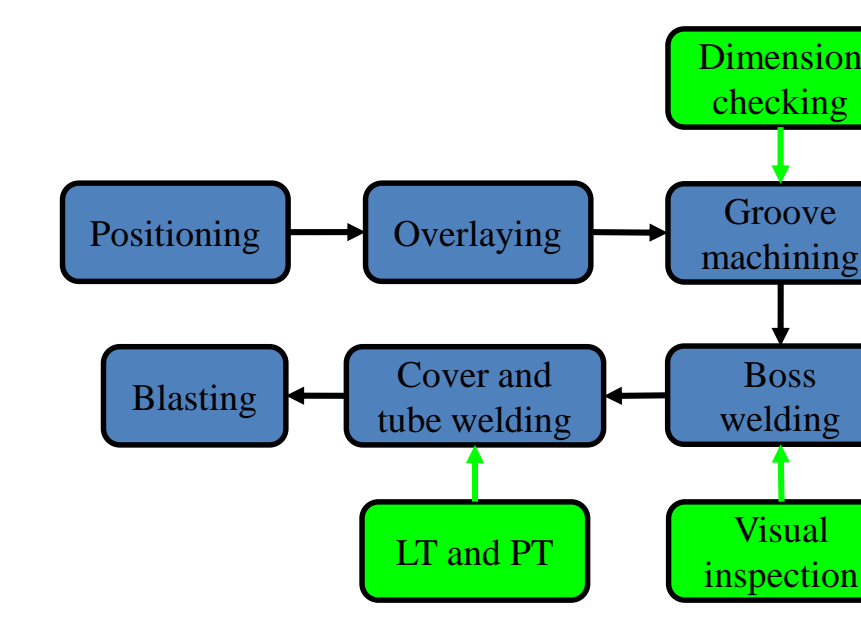 Dimension
checking
Positioning
Overlaying
Groove
machining
Blasting
Cover and
tube welding
Boss
welding
LT and PT
Visual
inspection